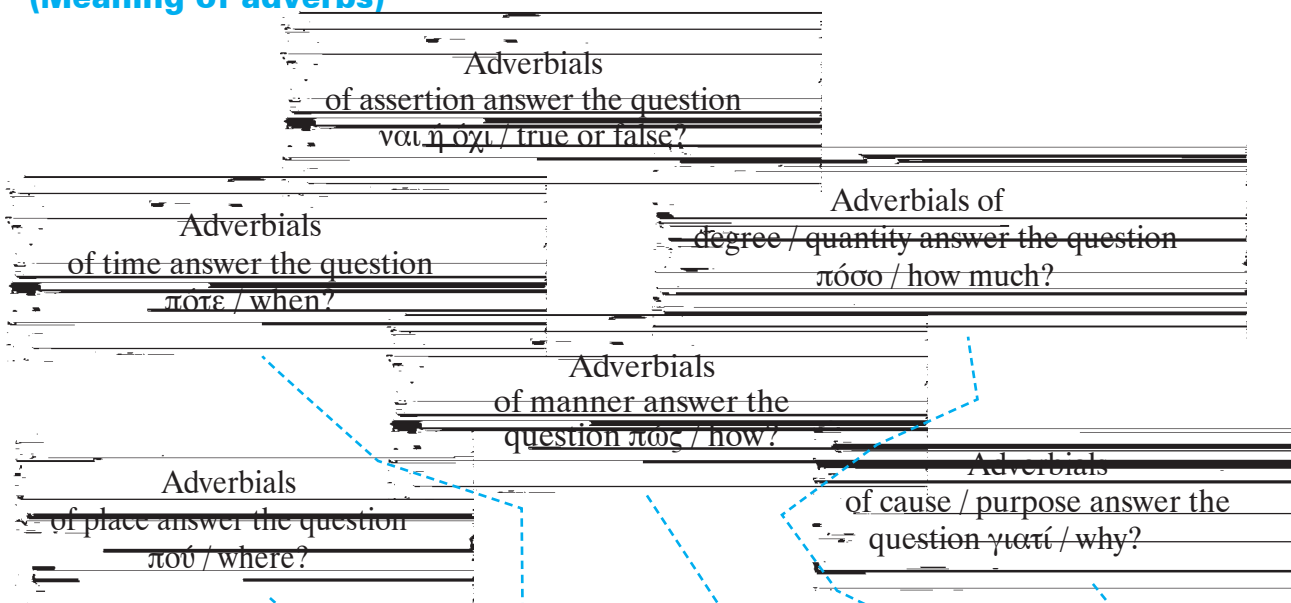 (Meaning of adverbs)
Adverbials
of assertion answer the question
ναι ή όχι / true or false?
Adverbials
of time answer the question
πότε / when?
Adverbials of
degree / quantity answer the question
πόσο / how much?
Adverbials
of manner answer the
question πώς / how?
Adverbials
of place answer the question
πού / where?
Adverbials
of cause / purpose answer the
question γιατί / why?